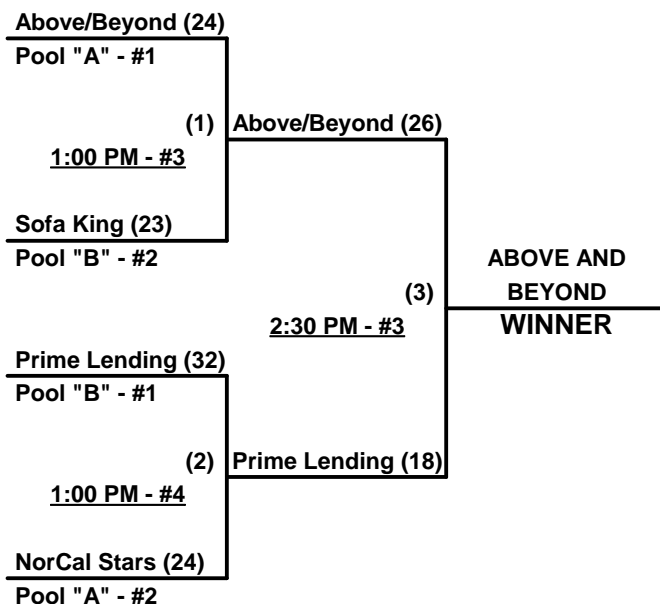 Above/Beyond (24)
Pool "A" - #1
(1)
Above/Beyond (26)
1:00 PM - #3
Sofa King (23)
Pool "B" - #2
ABOVE AND
BEYOND
(3)
WINNER
2:30 PM - #3
Prime Lending (32)
Pool "B" - #1
(2)
Prime Lending (18)
1:00 PM - #4
NorCal Stars (24)
Pool "A" - #2